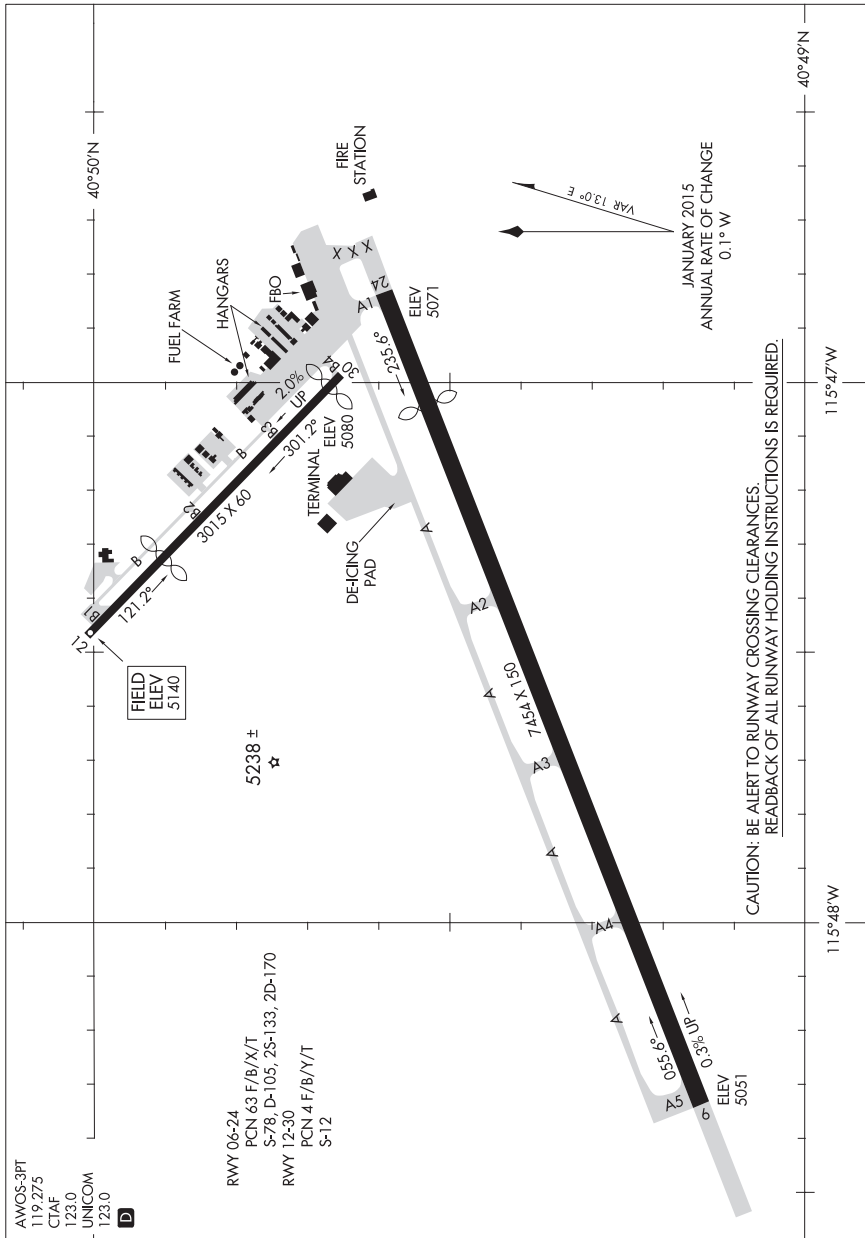 AWOS-3PT
119.275
CTAF
123.0
UNICOM
123.0
D
RWY 06-24
PCN 63 F/B/X/T
S-78, D-105, 2S-133, 2D-170
RWY 12-30
PCN 4 F/B/Y/T
S-12
40°50'N
40°49'N
115°47'W
115°48'W
FIELD
ELEV
5140
5238 ±
12
B1
121.2°
B
3015 X 60
B2
B
B3
UP
2.0%
301.2°
B4
30
ELEV
5080
FUEL FARM
HANGARS
FBO
FIRE
STATION
TERMINAL
DE-ICING
PAD
X X X
A1
24
ELEV
5071
235.6°
A
A2
A
7454 X 150
A3
A
A4
A
055.6°
0.3% UP
A5
6
ELEV
5051
VAR 13.0° E
JANUARY 2015
ANNUAL RATE OF CHANGE
0.1° W
CAUTION: BE ALERT TO RUNWAY CROSSING CLEARANCES.
READBACK OF ALL RUNWAY HOLDING INSTRUCTIONS IS REQUIRED.